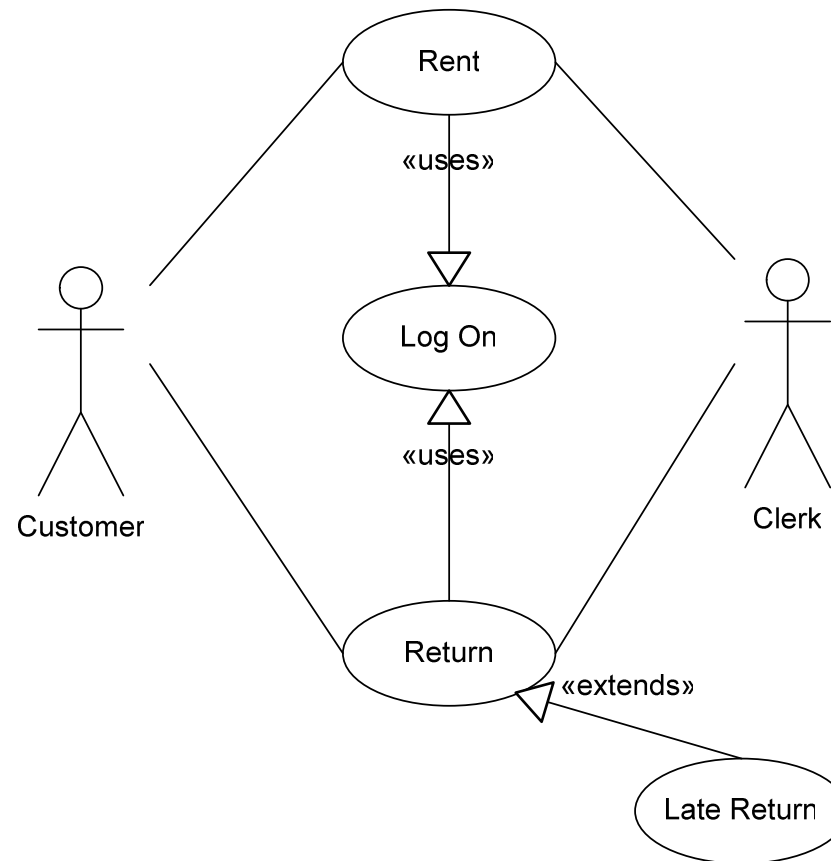 Rent
«uses»
Log On
«uses»
Customer
Clerk
Return
«extends»
Late Return